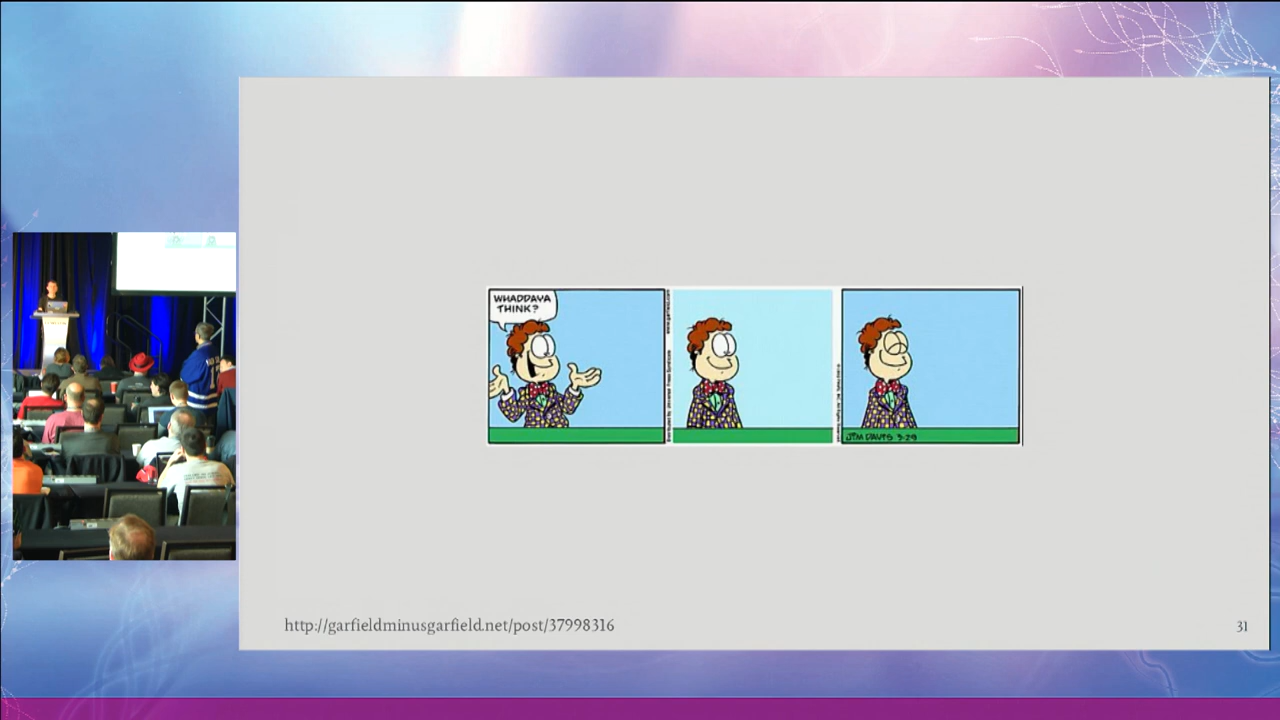 WHADDAYA
THINK?
JIM DAVIS 3-29
http://garfieldminusgarfield.net/post/37998316
31